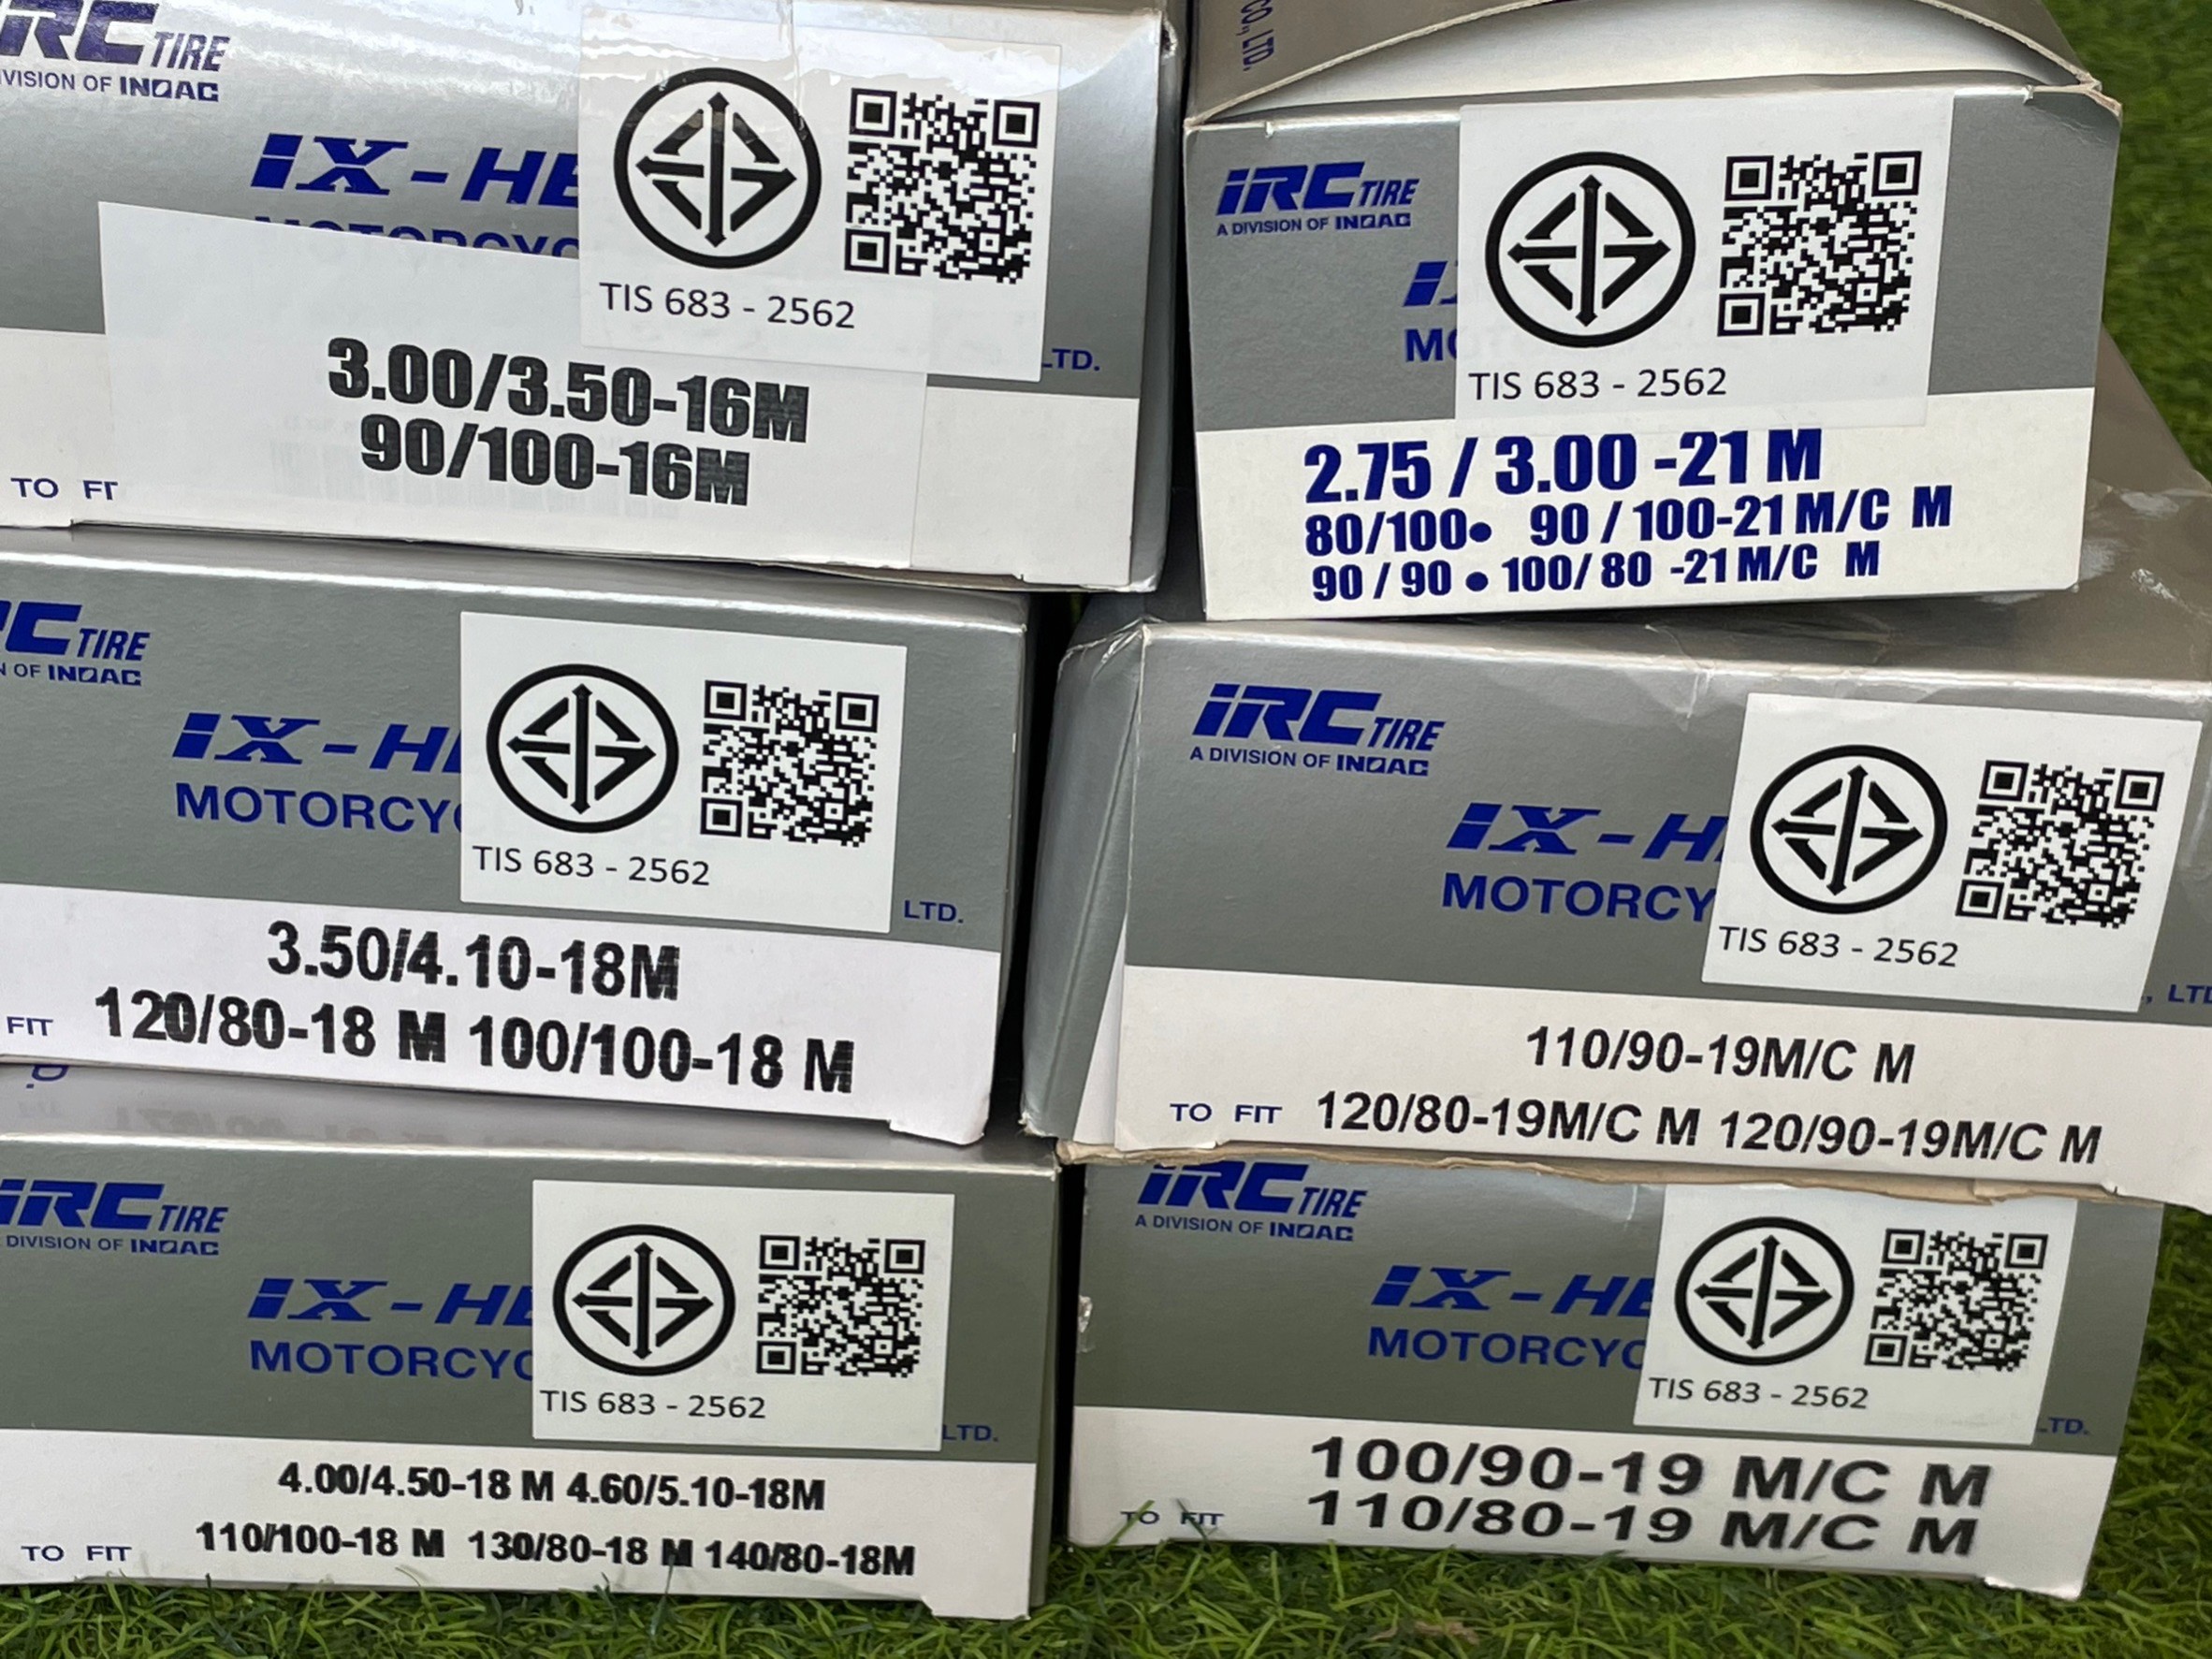 iRC TIRE
DIVISION OF INOAC
IX-HE
MOTORCYC
TIS 683 - 2562
LTD.
3.00/3.50-16M
90/100-16M
TO FI
CO., LTD.
iRC TIRE
A DIVISION OF INOAC
TIS 683 - 2562
2.75 / 3.00 -21 M
80/100• 90 / 100-21 M/C M
90 / 90 • 100/ 80 -21 M/C M
RC TIRE
N OF INOAC
IX-H
MOTORCY
TIS 683 - 2562
LTD.
3.50/4.10-18M
FIT 120/80-18 M 100/100-18 M
iRC TIRE
A DIVISION OF INOAC
IX-H
MOTORCY
TIS 683 - 2562
, LTD
110/90-19M/C M
TO FIT 120/80-19M/C M 120/90-19M/C M
iRC TIRE
DIVISION OF INOAC
IX-HE
MOTORCYC
TIS 683 - 2562
LTD.
4.00/4.50-18 M 4.60/5.10-18M
TO FIT 110/100-18 M 130/80-18 M 140/80-18M
iRC TIRE
A DIVISION OF INOAC
IX-HE
MOTORCYC
TIS 683 - 2562
LTD.
100/90-19 M/C M
TO FIT 110/80-19 M/C M